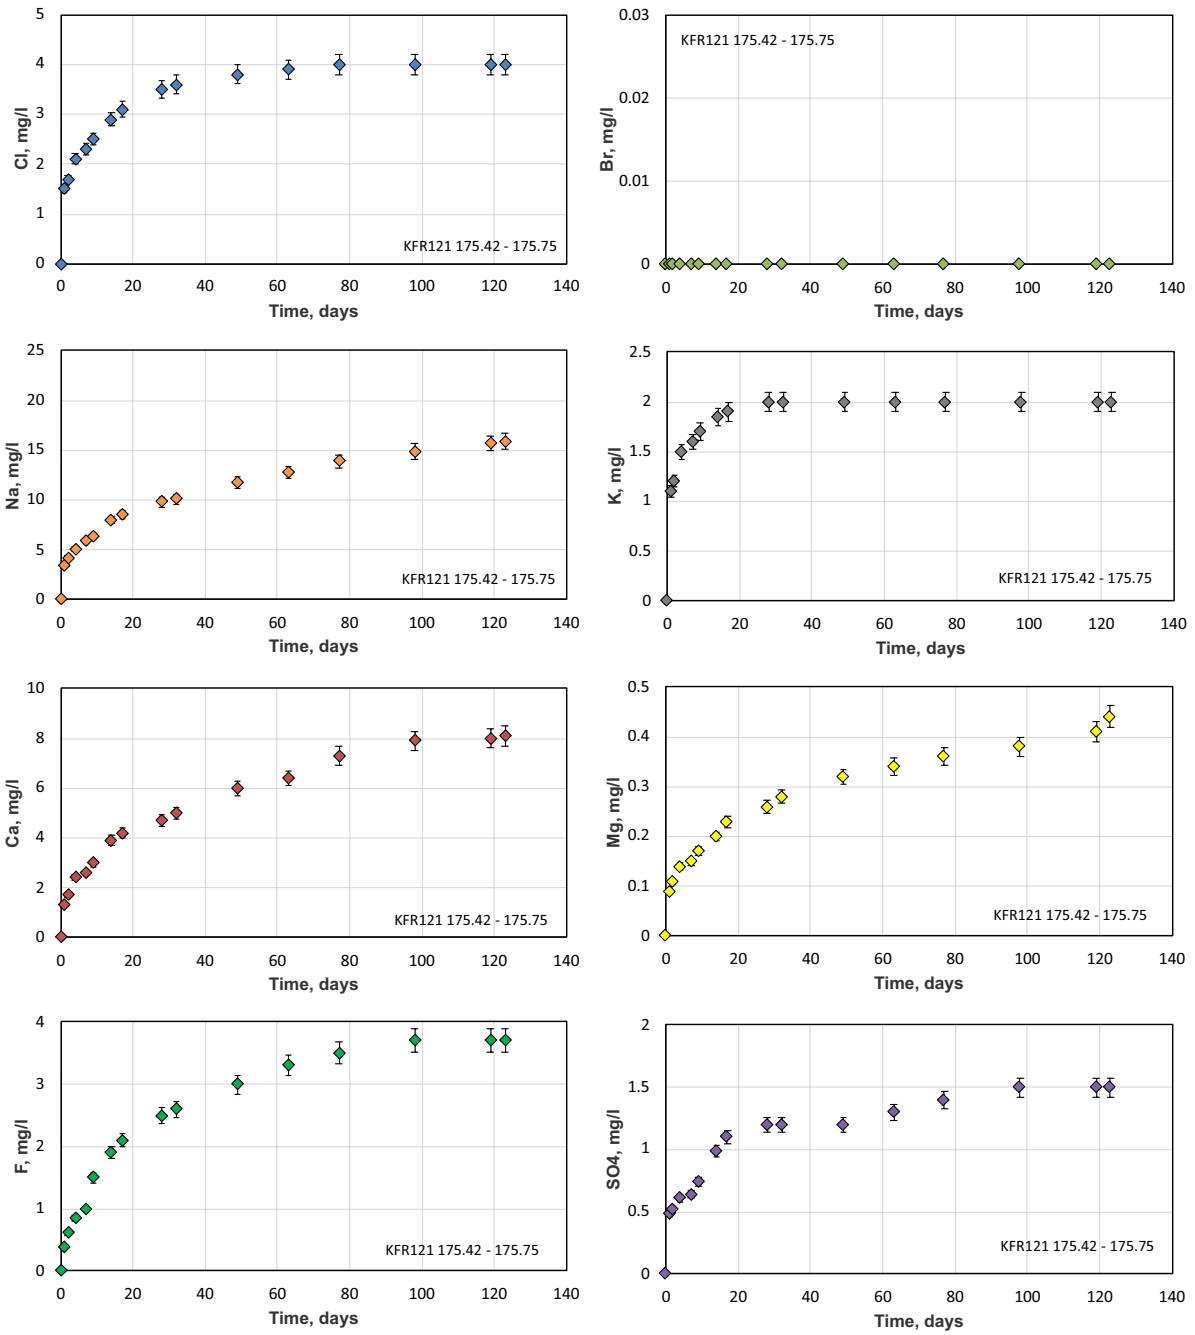 5
4
3
2
1
0
Cl, mg/l
KFR121 175.42 - 175.75
0 20 40 60 80 100 120 140
Time, days
0.03
0.02
0.01
0
Br, mg/l
KFR121 175.42 - 175.75
0 20 40 60 80 100 120 140
Time, days
25
20
15
10
5
0
Na, mg/l
KFR121 175.42 - 175.75
0 20 40 60 80 100 120 140
Time, days
2.5
2
1.5
1
0.5
0
K, mg/l
KFR121 175.42 - 175.75
0 20 40 60 80 100 120 140
Time, days
10
8
6
4
2
0
Ca, mg/l
KFR121 175.42 - 175.75
0 20 40 60 80 100 120 140
Time, days
0.5
0.4
0.3
0.2
0.1
0
Mg, mg/l
KFR121 175.42 - 175.75
0 20 40 60 80 100 120 140
Time, days
4
3
2
1
0
F, mg/l
KFR121 175.42 - 175.75
0 20 40 60 80 100 120 140
Time, days
2
1.5
1
0.5
0
SO4, mg/l
KFR121 175.42 - 175.75
0 20 40 60 80 100 120 140
Time, days